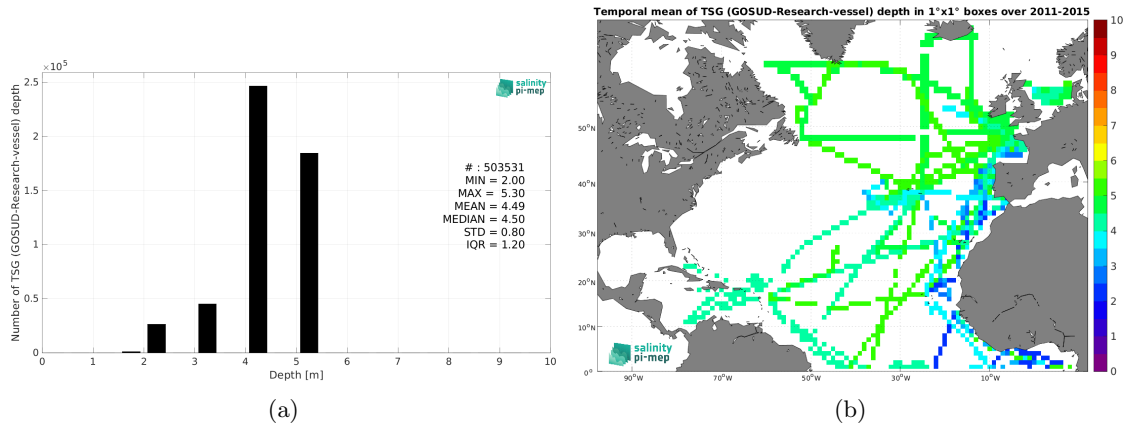 ×10⁵
2.5
2
1.5
1
0.5
0
0 1 2 3 4 5 6 7 8 9 10
Depth [m]
Number of TSG (GOSUD-Research-vessel) depth
salinity
pi-mep
# : 503531
MIN = 2.00
MAX = 5.30
MEAN = 4.49
MEDIAN = 4.50
STD = 0.80
IQR = 1.20
(a)
Temporal mean of TSG (GOSUD-Research-vessel) depth in 1°x1° boxes over 2011-2015
50°N
40°N
30°N
20°N
10°N
0°
90°W 70°W 50°W 30°W 10°W
salinity
pi-mep
10
9
8
7
6
5
4
3
2
1
0
(b)